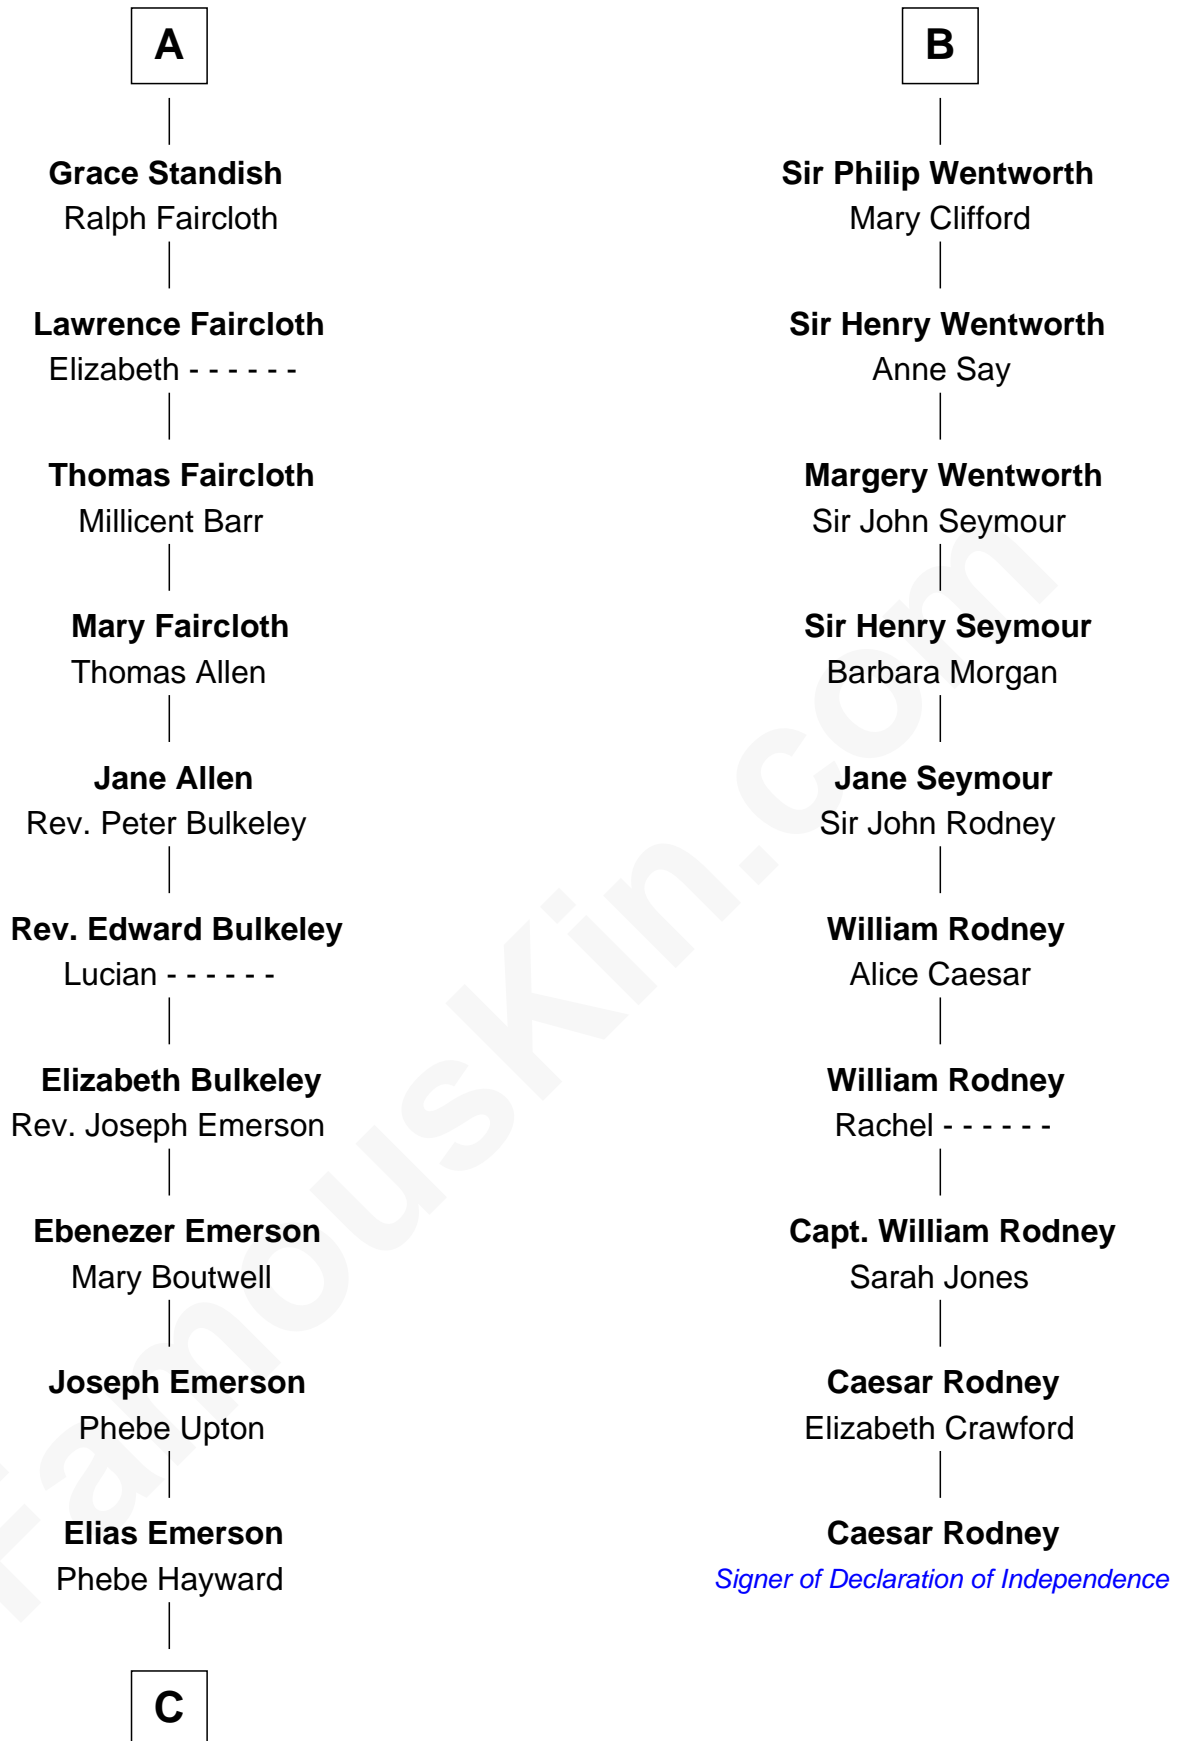 A
Grace Standish
Ralph Faircloth
Lawrence Faircloth
Elizabeth - - - - - -
Thomas Faircloth
Millicent Barr
Mary Faircloth
Thomas Allen
Jane Allen
Rev. Peter Bulkeley
Rev. Edward Bulkeley
Lucian - - - - - -
Elizabeth Bulkeley
Rev. Joseph Emerson
Ebenezer Emerson
Mary Boutwell
Joseph Emerson
Phebe Upton
Elias Emerson
Phebe Hayward
C
B
Sir Philip Wentworth
Mary Clifford
Sir Henry Wentworth
Anne Say
Margery Wentworth
Sir John Seymour
Sir Henry Seymour
Barbara Morgan
Jane Seymour
Sir John Rodney
William Rodney
Alice Caesar
William Rodney
Rachel - - - - - -
Capt. William Rodney
Sarah Jones
Caesar Rodney
Elizabeth Crawford
Caesar Rodney
Signer of Declaration of Independence
FamousKin.com